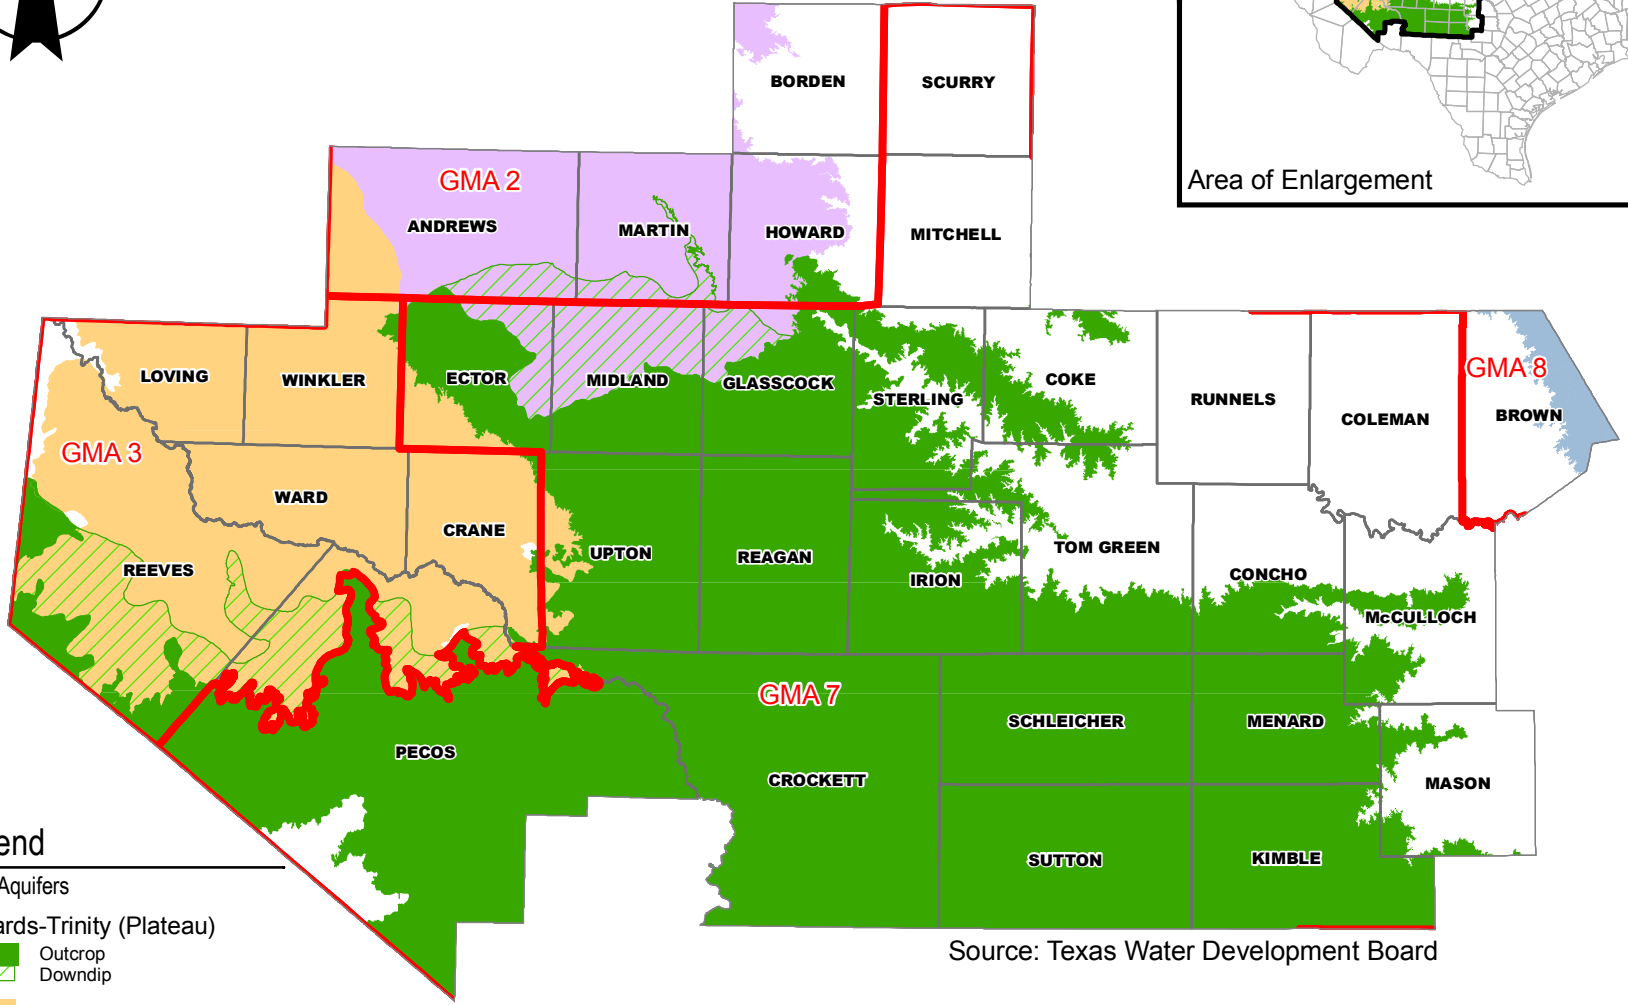 BORDEN
SCURRY
Area of Enlargement
GMA 2
ANDREWS
MARTIN
HOWARD
MITCHELL
LOVING
WINKLER
ECTOR
MIDLAND
GLASSCOCK
STERLING
COKE
RUNNELS
COLEMAN
GMA 8
BROWN
GMA 3
WARD
CRANE
UPTON
REAGAN
IRION
TOM GREEN
CONCHO
REEVES
McCULLOCH
GMA 7
SCHLEICHER
MENARD
PECOS
CROCKETT
MASON
SUTTON
KIMBLE
end
Aquifers
ards-Trinity (Plateau)
Outcrop
Downdip
Source: Texas Water Development Board